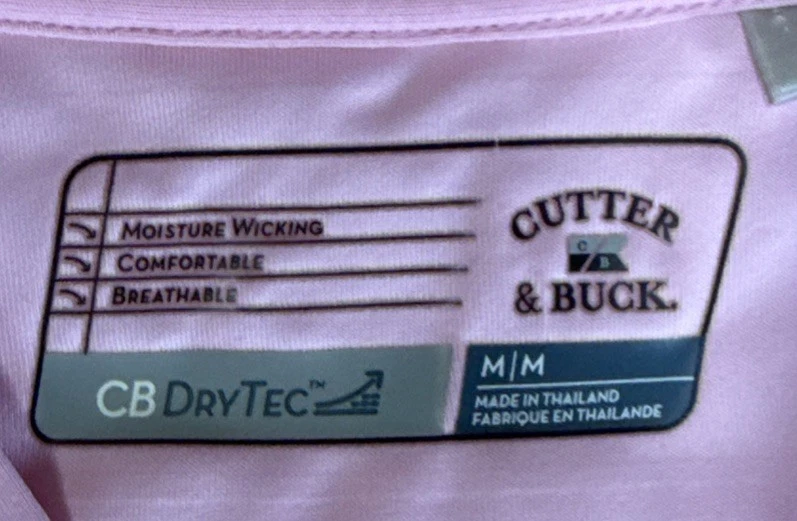 MOISTURE WICKING
COMFORTABLE
BREATHABLE
CUTTER
C B
& BUCK.
CB DRYTEC™
M|M
MADE IN THAILAND
FABRIQUE EN THAILANDE